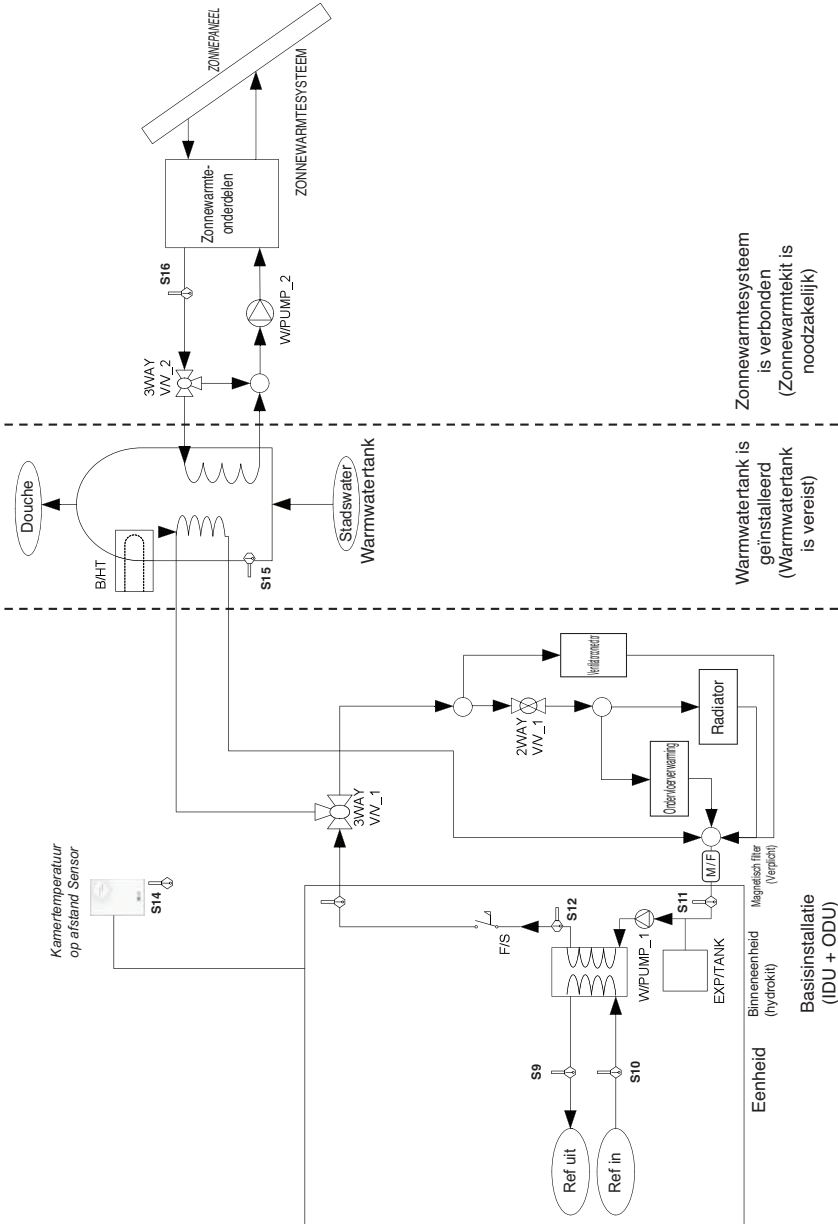 Kamertemperatuur
op afstand Sensor
S14
Ref uit
Ref in
S9
S10
S12
S11
F/S
W/PUMP_1
EXP/TANK
Binneneenheid
(hydrokit)
Eenheid
Magnetisch filter
(Verplicht)
M / F
3WAY
V/V_1
2WAY
V/V_1
Ventilatorconvector
Ondervloerverwarming
Radiator
Basisinstallatie
(IDU + ODU)
Douche
B/HT
S15
Stadswater
Warmwatertank
Warmwatertank is
geïnstalleerd
(Warmwatertank
is vereist)
3WAY
V/V_2
S16
W/PUMP_2
Zonnewarmte-
onderdelen
ZONNEPANEEL
ZONNEWARMTESYSTEEM
Zonnewarmtesysteem
is verbonden
(Zonnewarmtekit is
noodzakelijk)